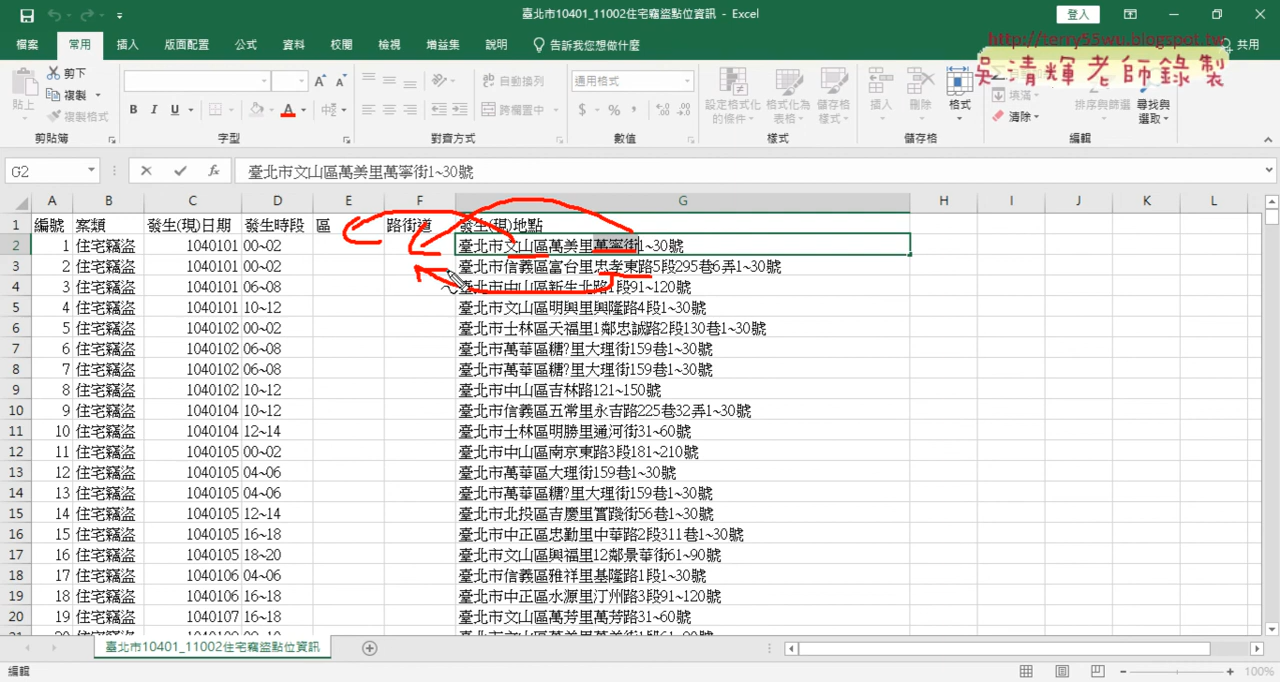 臺北市10401_11002住宅竊盜點位資訊 - Excel
登入
檔案 常用 插入 版面配置 公式 資料 校閱 檢視 增益集 說明 告訴我您想做什麼 共用
http://terry55wu.blogspot.tw
吳清輝老師錄製
貼上 剪下 複製 複製格式 剪貼簿
B I U 中 字型
自動換列 跨欄置中 對齊方式
通用格式 $ % , 數值
設定格式化的條件 格式化為表格 儲存格樣式 樣式
插入 刪除 格式 儲存格
填滿 清除 排序與篩選 尋找與選取 編輯
G2 fx 臺北市文山區萬美里萬寧街1~30號
A B C D E F G H I J K L
1 編號 案類 發生(現)日期 發生時段 區 路街道 發生(現)地點
2 1 住宅竊盜 1040101 00~02 臺北市文山區萬美里萬寧街1~30號
3 2 住宅竊盜 1040101 00~02 臺北市信義區富台里忠孝東路5段295巷6弄1~30號
4 3 住宅竊盜 1040101 06~08 臺北市中山區新生北路1段91~120號
5 4 住宅竊盜 1040101 10~12 臺北市文山區明興里興隆路4段1~30號
6 5 住宅竊盜 1040102 00~02 臺北市士林區天福里1鄰忠誠路2段130巷1~30號
7 6 住宅竊盜 1040102 06~08 臺北市萬華區糖?里大理街159巷1~30號
8 7 住宅竊盜 1040102 06~08 臺北市萬華區糖?里大理街159巷1~30號
9 8 住宅竊盜 1040102 10~12 臺北市中山區吉林路121~150號
10 9 住宅竊盜 1040104 10~12 臺北市信義區五常里永吉路225巷32弄1~30號
11 10 住宅竊盜 1040104 12~14 臺北市士林區明勝里通河街31~60號
12 11 住宅竊盜 1040105 00~02 臺北市中山區南京東路3段181~210號
13 12 住宅竊盜 1040105 04~06 臺北市萬華區大理街159巷1~30號
14 13 住宅竊盜 1040105 04~06 臺北市萬華區糖?里大理街159巷1~30號
15 14 住宅竊盜 1040105 12~14 臺北市北投區吉慶里實踐街56巷1~30號
16 15 住宅竊盜 1040105 16~18 臺北市中正區忠勤里中華路2段311巷1~30號
17 16 住宅竊盜 1040105 18~20 臺北市文山區興福里12鄰景華街61~90號
18 17 住宅竊盜 1040106 04~06 臺北市信義區雅祥里基隆路1段1~30號
19 18 住宅竊盜 1040106 16~18 臺北市中正區水源里汀州路3段91~120號
20 19 住宅竊盜 1040107 16~18 臺北市文山區萬芳里萬芳路31~60號
臺北市10401_11002住宅竊盜點位資訊
編輯 100%